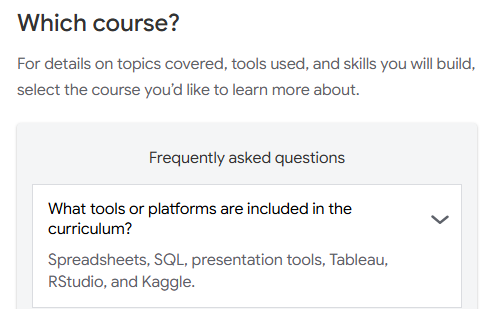 Which course?
For details on topics covered, tools used, and skills you will build,
select the course you’d like to learn more about.
Frequently asked questions
What tools or platforms are included in the
curriculum?
Spreadsheets, SQL, presentation tools, Tableau,
RStudio, and Kaggle.